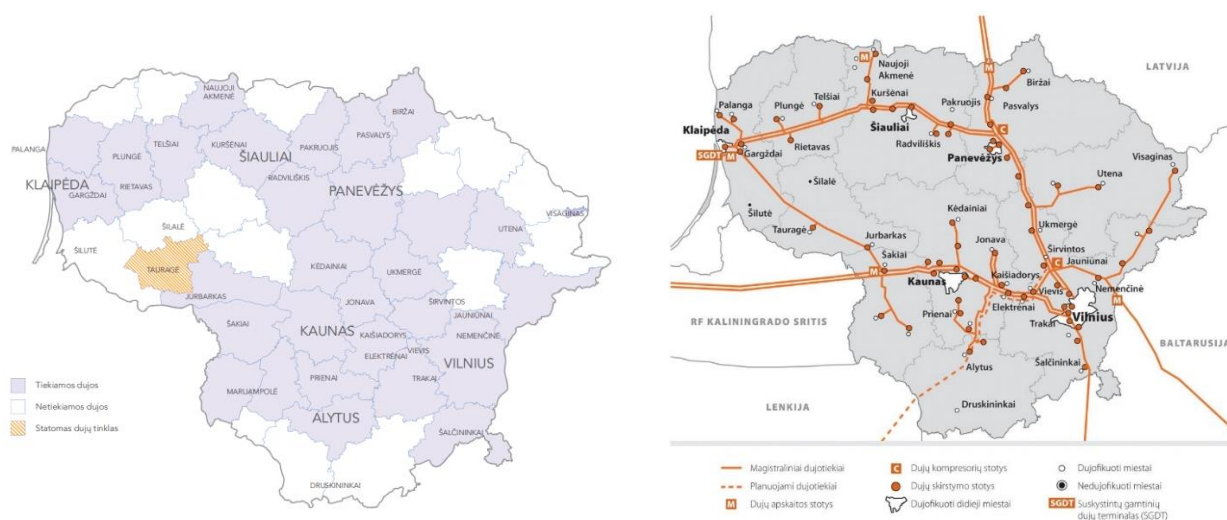 NAUJOJI
AKMENĖ
BIRŽAI
PALANGA
PLUNGĖ
TELŠIAI
KURŠĖNAI
ŠIAULIAI
PAKRUOJIS
PASVALYS
KLAIPĖDA
GARGŽDAI
RIETAVAS
RADVILIŠKIS
PANEVĖŽYS
VISAGINAS
ŠILALĖ
UTENA
ŠILUTĖ
TAURAGĖ
KĖDAINIAI
UKMERGĖ
JURBARKAS
JONAVA
ŠIRVINTOS
ŠAKIAI
KAUNAS
JAUNIŪNAI
KAIŠIADORYS
NEMENČINĖ
ELEKTRĖNAI
VIEVIS
VILNIUS
MARIJAMPOLĖ
PRIENAI
TRAKAI
ALYTUS
ŠALČININKAI
DRUSKININKAI
Tiekiamos dujos
Netiekiamos dujos
Statomas dujų tinklas
M
M
LATVIJA
Naujoji
Akmenė
Biržai
Palanga
Plungė
Telšiai
Kuršėnai
Pakruojis
Pasvalys
Klaipėda
Šiauliai
C
SGDT
M
Gargždai
Rietavas
Radviliškis
Panevėžys
Visaginas
Šilalė
Utena
Šilutė
Kėdainiai
Tauragė
Ukmergė
Jurbarkas
Jonava
Širvintos
Šakiai
Jauniūnai
M
C
Kaunas
Kaišiadorys
Nemenčinė
Vievis
M
Elektrėnai
RF KALININGRADO SRITIS
Prienai
Vilnius
Trakai
BALTARUSIJA
Alytus
Šalčininkai
LENKIJA
Druskininkai
Magistraliniai dujotiekiai
Planuojami dujotiekiai
M Dujų apskaitos stotys
C Dujų kompresorių stotys
Dujų skirstymo stotys
Dujofikuoti didieji miestai
Dujofikuoti miestai
Nedujofikuoti miestai
SGDT Suskystintų gamtinių
dujų terminalas (SGDT)